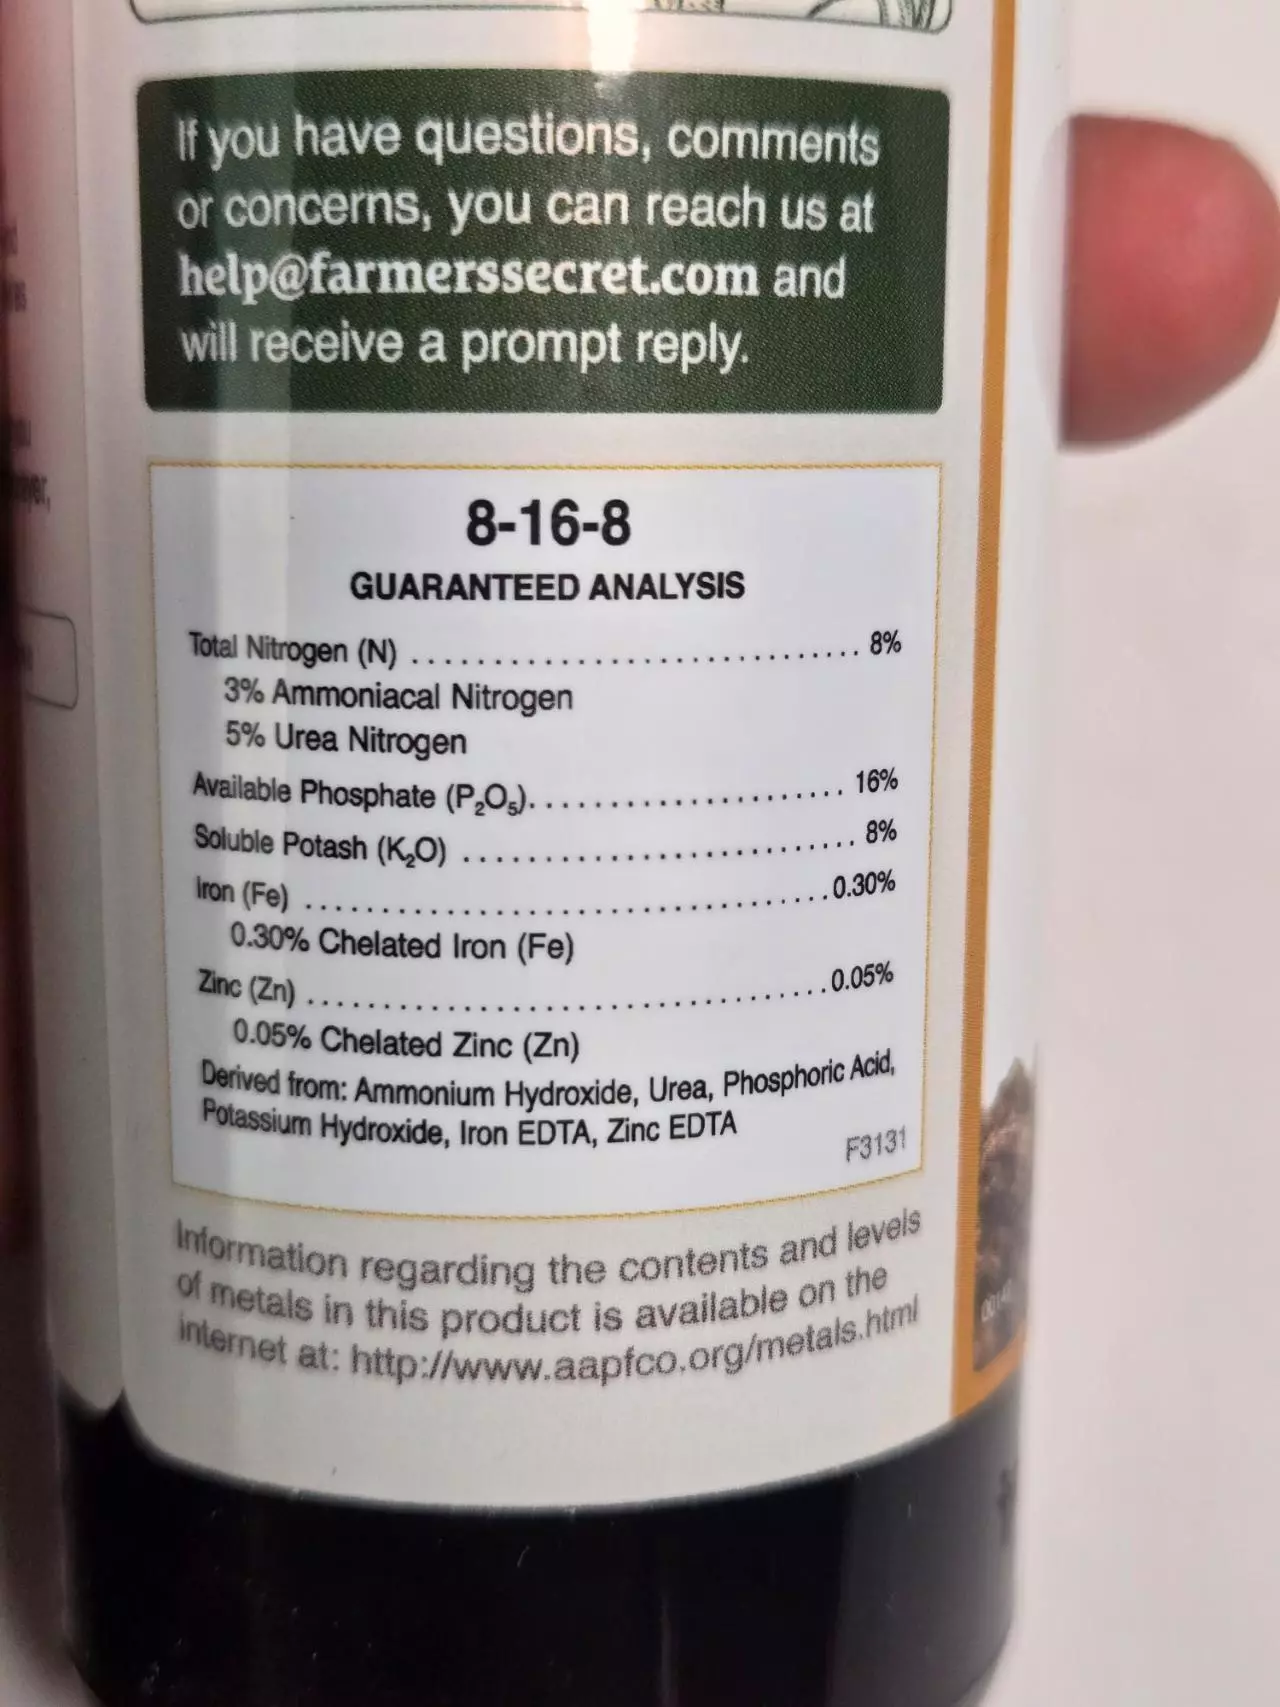 If you have questions, comments
or concerns, you can reach us at
help@farmerssecret.com and
will receive a prompt reply.
8-16-8
GUARANTEED ANALYSIS
Total Nitrogen (N) ............................ 8%
3% Ammoniacal Nitrogen
5% Urea Nitrogen
Available Phosphate (P₂O₅)..................... 16%
Soluble Potash (K₂O) .......................... 8%
Iron (Fe) .................................0.30%
0.30% Chelated Iron (Fe)
Zinc (Zn) .................................0.05%
0.05% Chelated Zinc (Zn)
Derived from: Ammonium Hydroxide, Urea, Phosphoric Acid,
Potassium Hydroxide, Iron EDTA, Zinc EDTA
F3131
Information regarding the contents and levels
of metals in this product is available on the
internet at: http://www.aapfco.org/metals.html